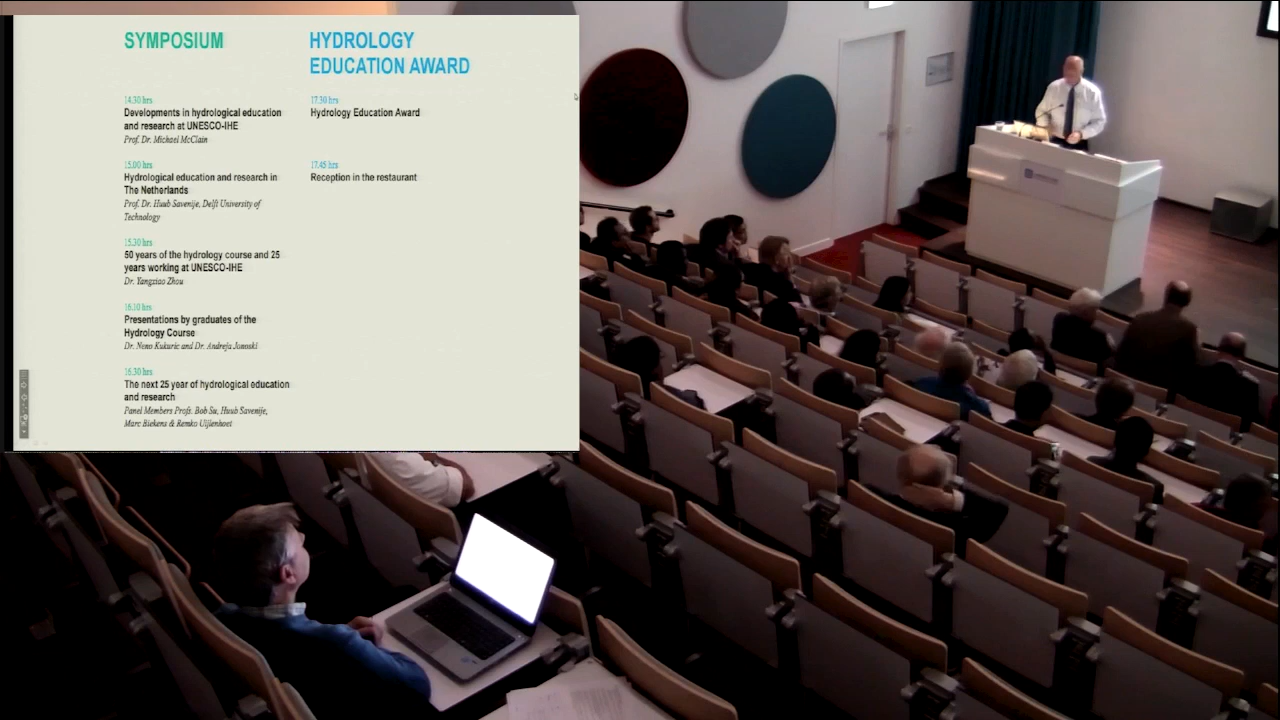 SYMPOSIUM
14.30 hrs
Developments in hydrological education
and research at UNESCO-IHE
Prof. Dr. Michael McClain
15.00 hrs
Hydrological education and research in
The Netherlands
Prof. Dr. Huub Savenije, Delft University of
Technology
15.30 hrs
50 years of the hydrology course and 25
years working at UNESCO-IHE
Dr. Yangxiao Zhou
16.10 hrs
Presentations by graduates of the
Hydrology Course
Dr. Neno Kukuric and Dr. Andreja Jonoski
16.30 hrs
The next 25 year of hydrological education
and research
Panel Members Profs. Bob Su, Huub Savenije,
Marc Bierkens & Remko Uijlenhoet
HYDROLOGY
EDUCATION AWARD
17.30 hrs
Hydrology Education Award
17.45 hrs
Reception in the restaurant